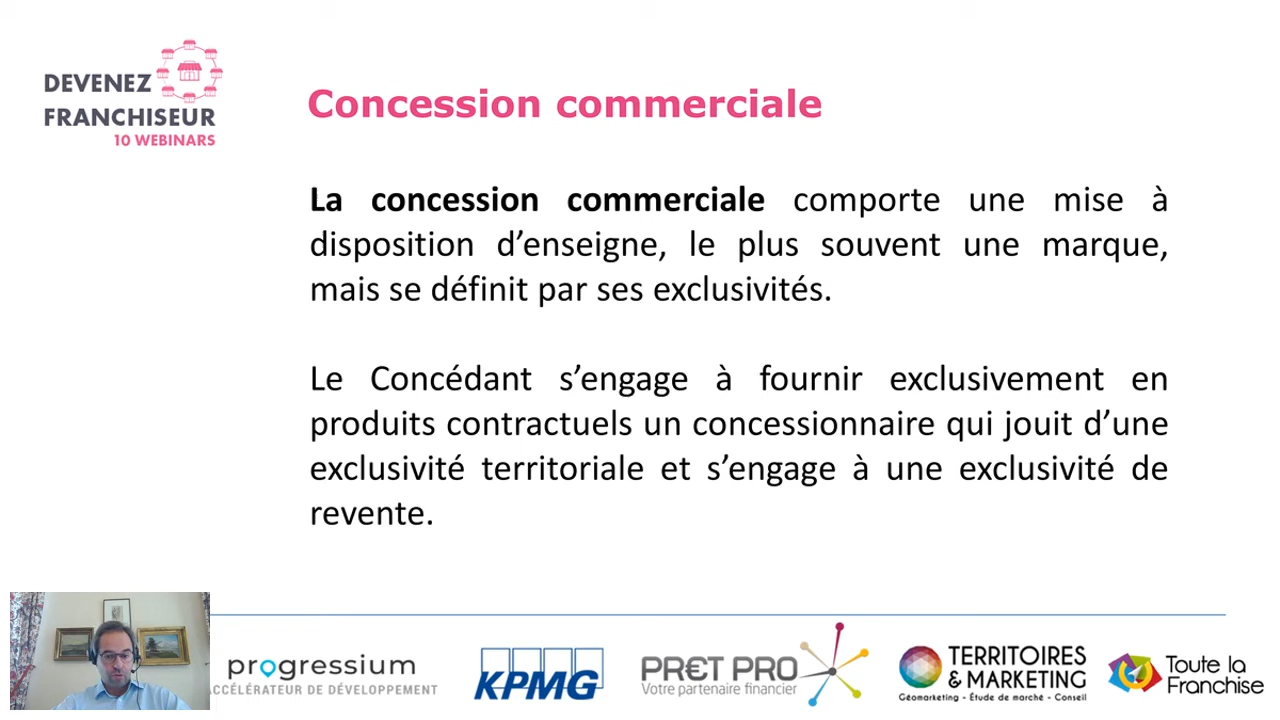 DEVENEZ
FRANCHISEUR
10 WEBINARS
Concession commerciale
La concession commerciale comporte une mise à
disposition d’enseigne, le plus souvent une marque,
mais se définit par ses exclusivités.
Le Concédant s’engage à fournir exclusivement en
produits contractuels un concessionnaire qui jouit d’une
exclusivité territoriale et s’engage à une exclusivité de
revente.
progressium
ACCÉLÉRATEUR DE DÉVELOPPEMENT
KPMG
PR€T PRO
Votre partenaire financier
TERRITOIRES
& MARKETING
Géomarketing - Étude de marché - Conseil
Toute la
Franchise